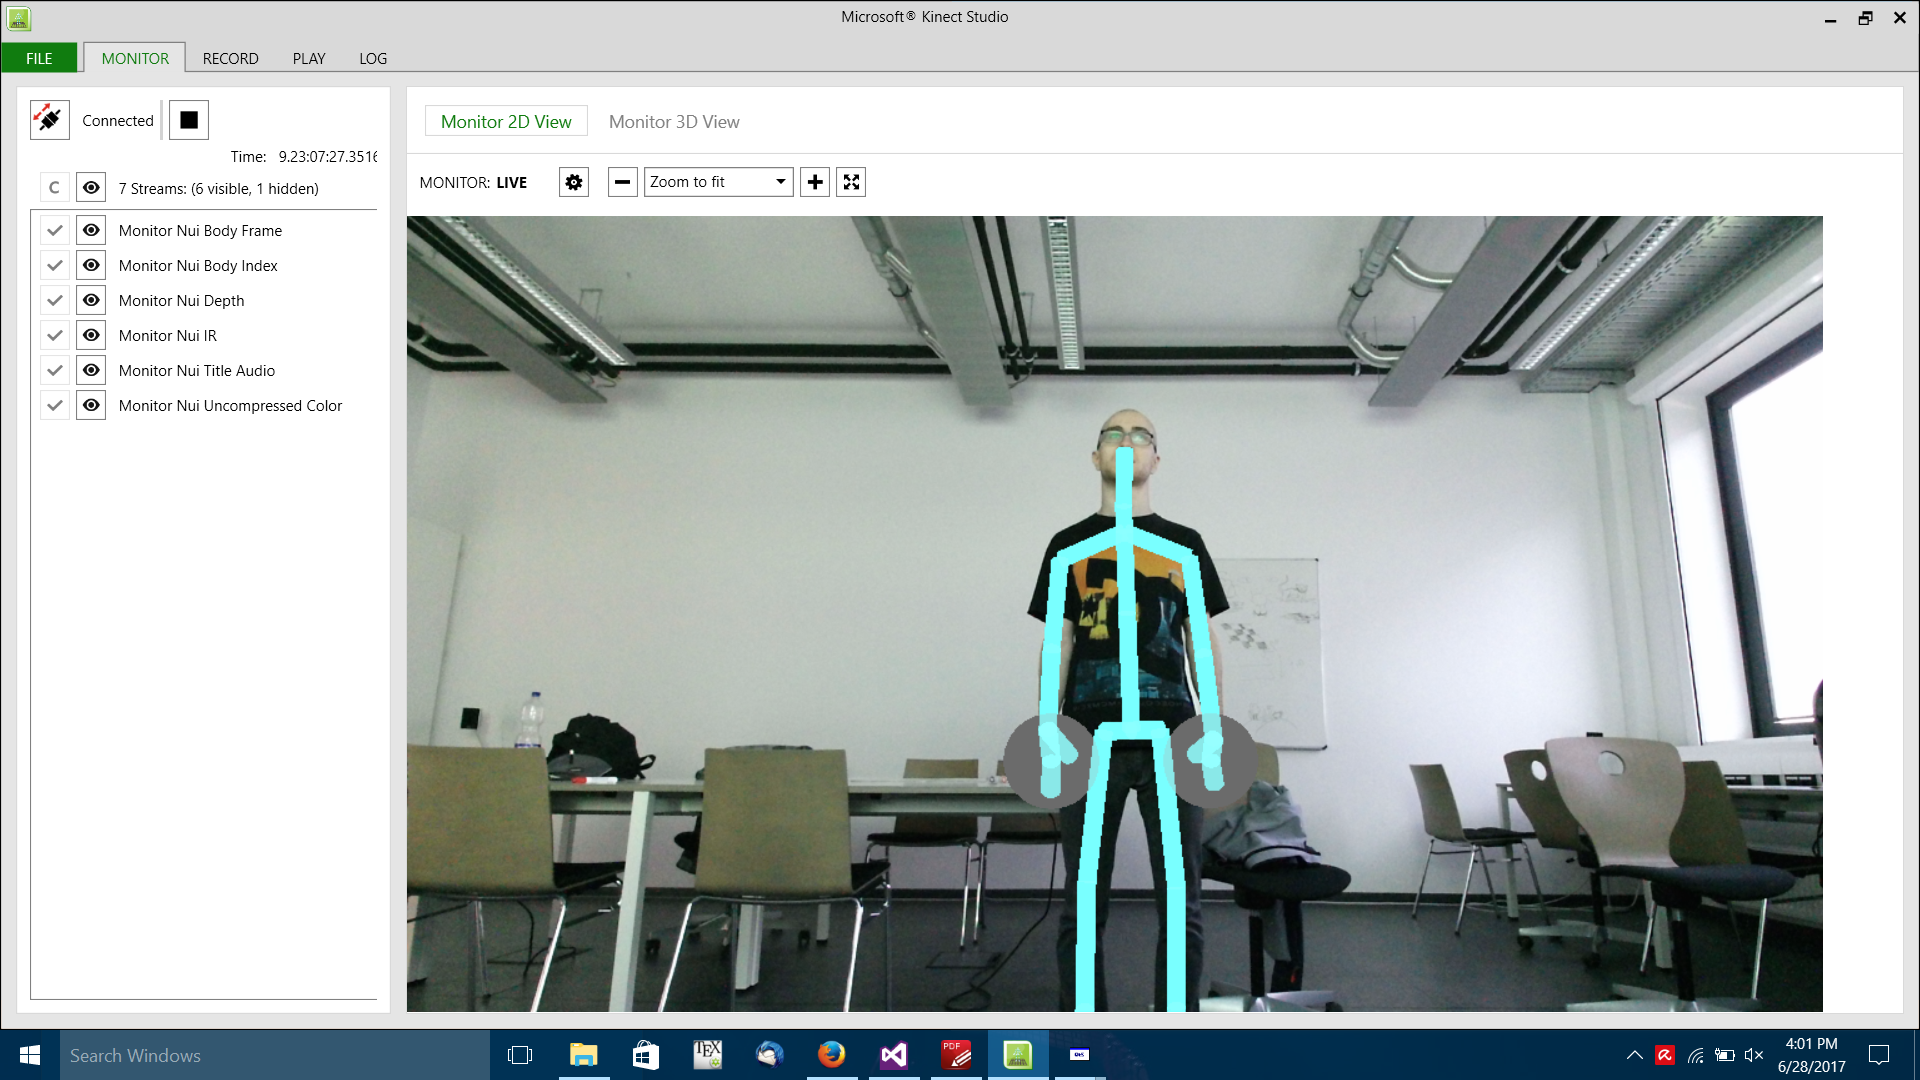 Microsoft® Kinect Studio
FILE
MONITOR
RECORD
PLAY
LOG
Connected
Time: 9.23:07:27.3516
C
7 Streams: (6 visible, 1 hidden)
Monitor Nui Body Frame
Monitor Nui Body Index
Monitor Nui Depth
Monitor Nui IR
Monitor Nui Title Audio
Monitor Nui Uncompressed Color
Monitor 2D View
Monitor 3D View
MONITOR: LIVE
Zoom to fit
Search Windows
TEX
PDF
4:01 PM
6/28/2017